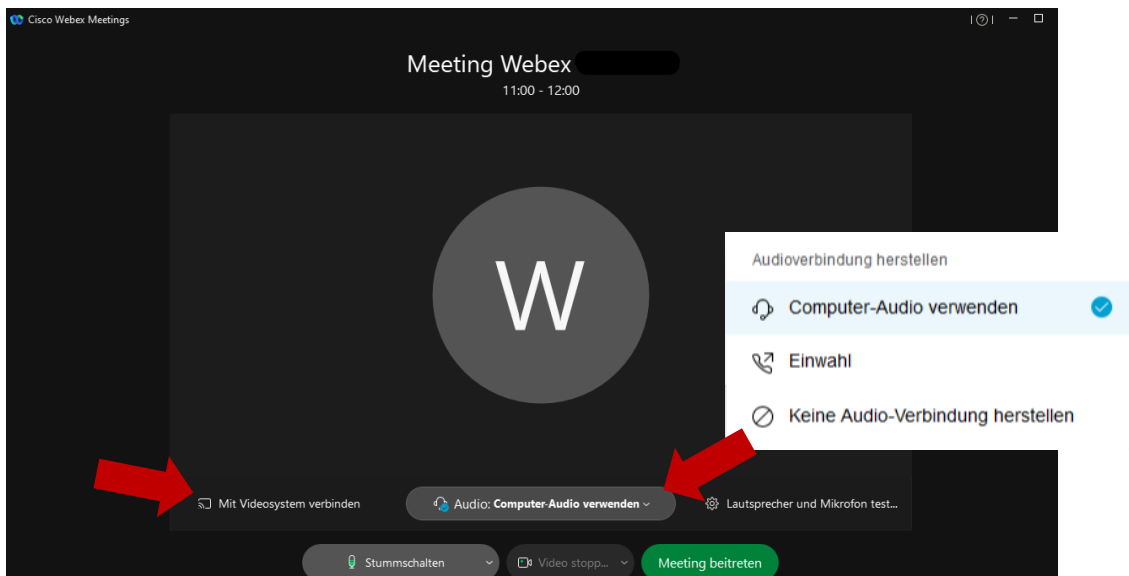 Cisco Webex Meetings
Meeting Webex
11:00 - 12:00
W
Audioverbindung herstellen
Computer-Audio verwenden
Einwahl
Keine Audio-Verbindung herstellen
Mit Videosystem verbinden
Audio: Computer-Audio verwenden
Lautsprecher und Mikrofon test...
Stummschalten
Video stopp...
Meeting beitreten